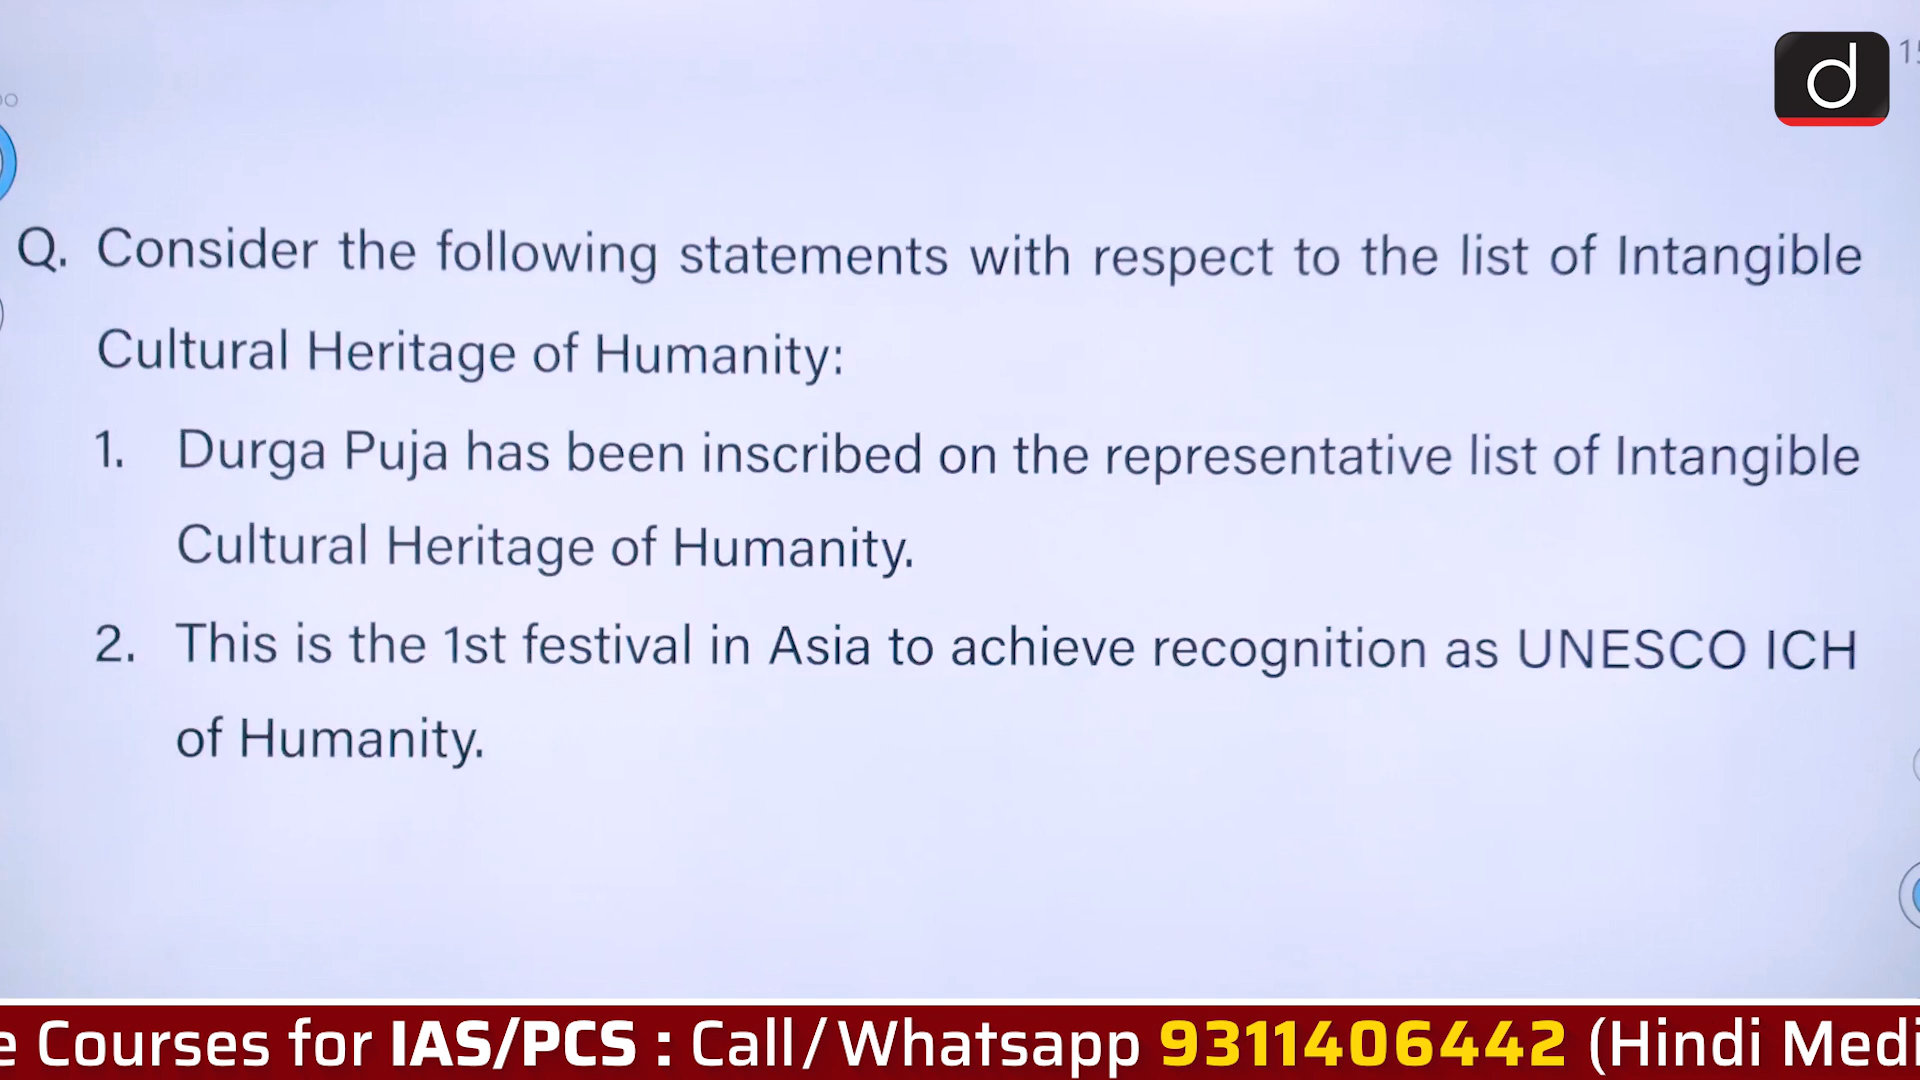 d
Q. Consider the following statements with respect to the list of Intangible
Cultural Heritage of Humanity:
1. Durga Puja has been inscribed on the representative list of Intangible
Cultural Heritage of Humanity.
2. This is the 1st festival in Asia to achieve recognition as UNESCO ICH
of Humanity.
e Courses for IAS/PCS : Call/Whatsapp 9311406442 (Hindi Medi